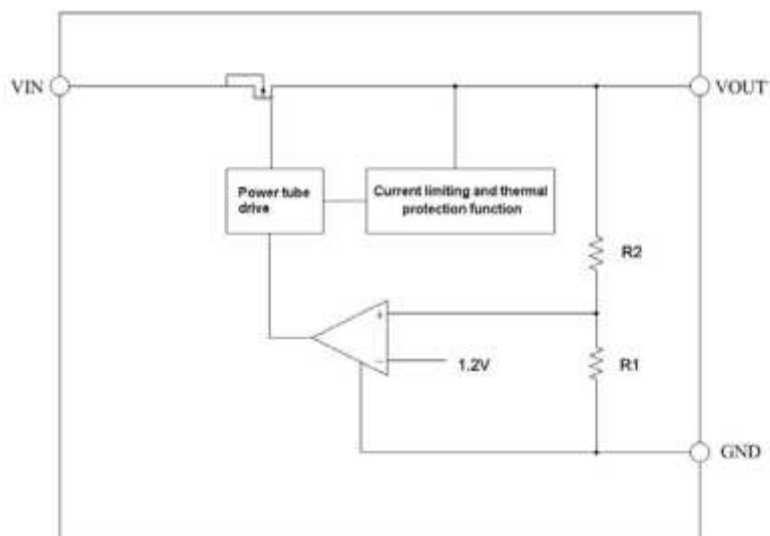 VIN
VOUT
Power tube
drive
Current limiting and thermal
protection function
R2
+
−
1.2V
R1
GND